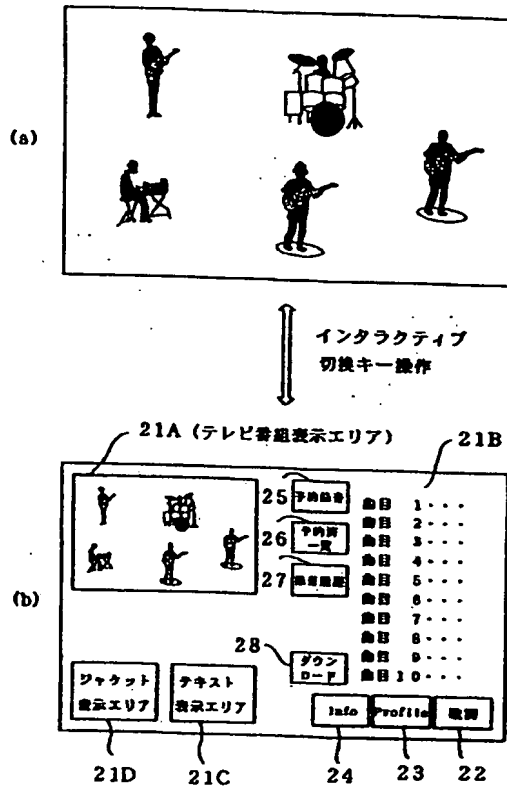 (a)
インタラクティブ
切換キー操作
21A (テレビ番組表示エリア)
21B
(b)
25
予約録音
26
予約済
一覧
27
録音履歴
28
ダウン
ロード
曲目 1・・・
曲目 2・・・
曲目 3・・・
曲目 4・・・
曲目 5・・・
曲目 6・・・
曲目 7・・・
曲目 8・・・
曲目 9・・・
曲目10・・・
ジャケット
表示エリア
テキスト
表示エリア
Info
Profile
歌詞
21D
21C
24
23
22